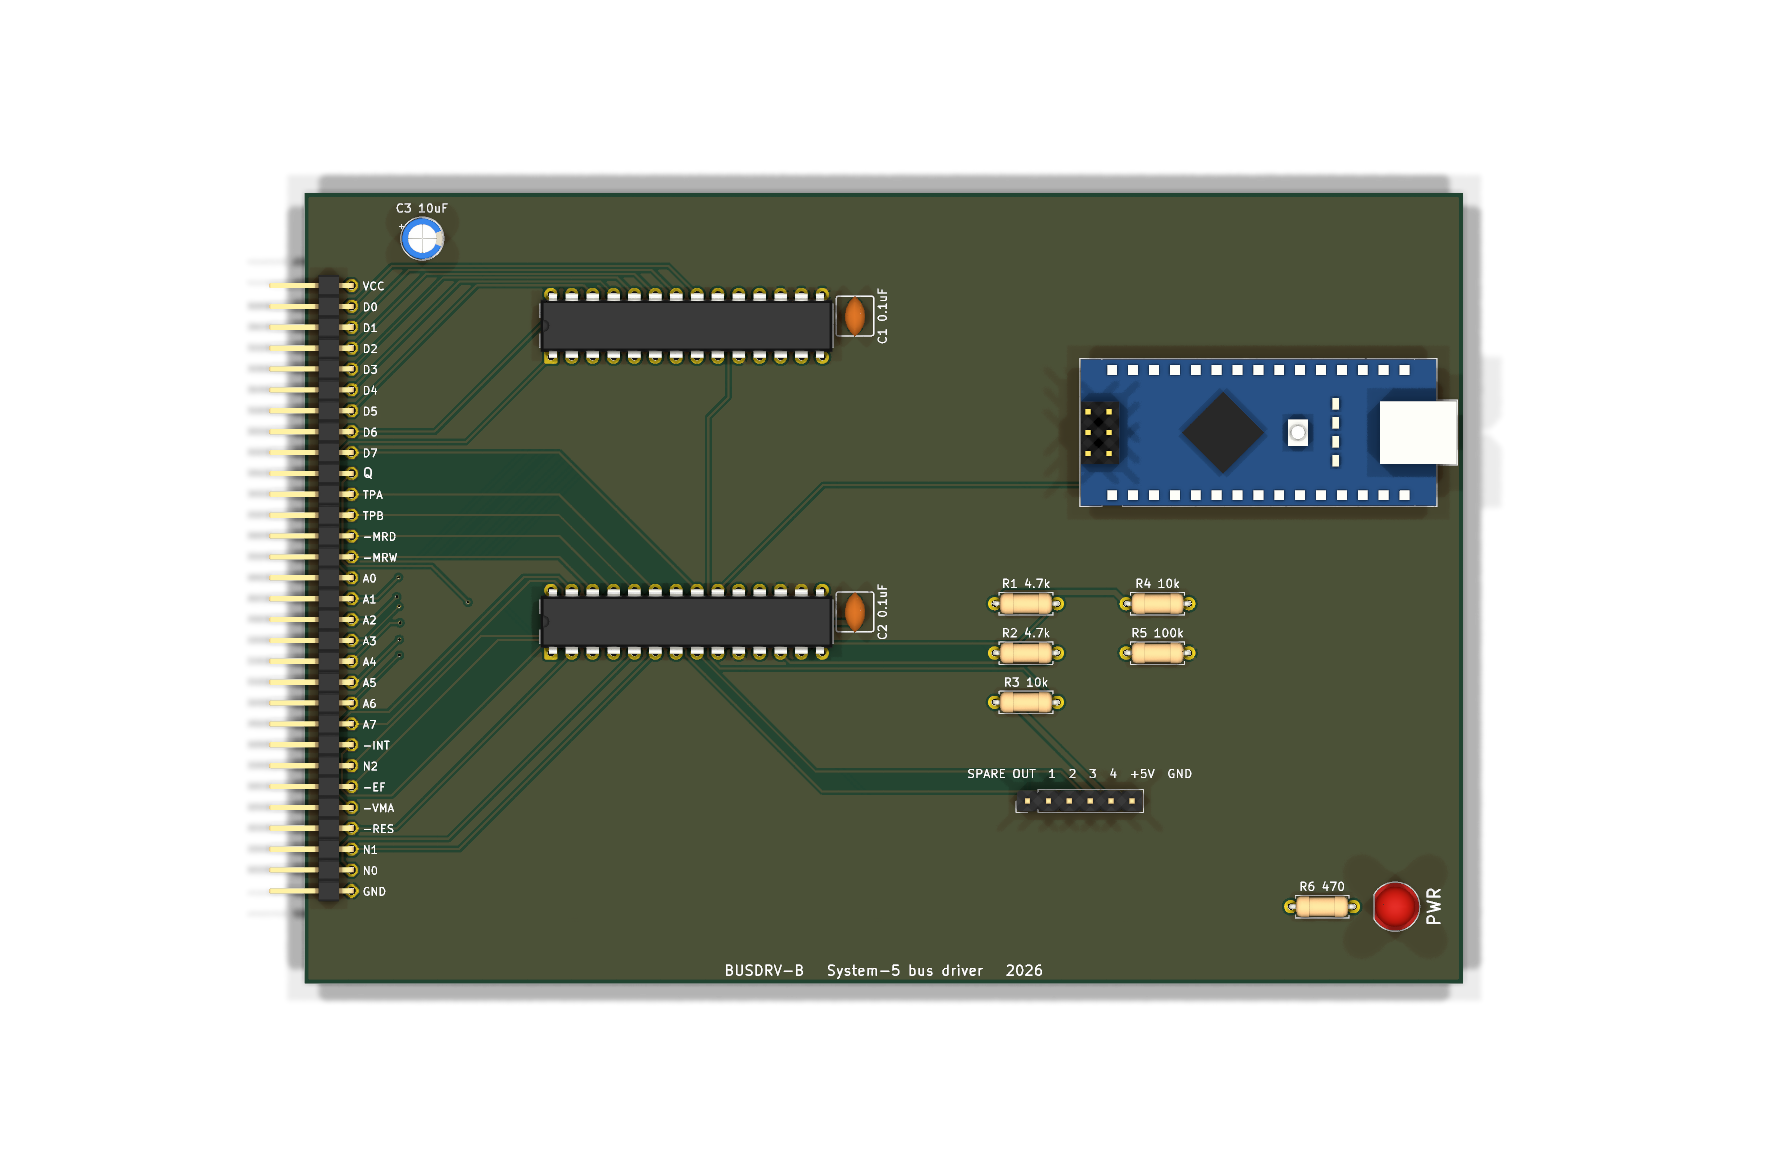 C3 10uF
+
VCC
D0
D1
D2
D3
D4
D5
D6
D7
Q
TPA
TPB
-MRD
-MRW
A0
A1
A2
A3
A4
A5
A6
A7
-INT
N2
-EF
-VMA
-RES
N1
N0
GND
C1 0.1uF
C2 0.1uF
R1 4.7k
R4 10k
R2 4.7k
R5 100k
R3 10k
SPARE OUT 1 2 3 4 +5V GND
R6 470
PWR
BUSDRV-B System-5 bus driver 2026